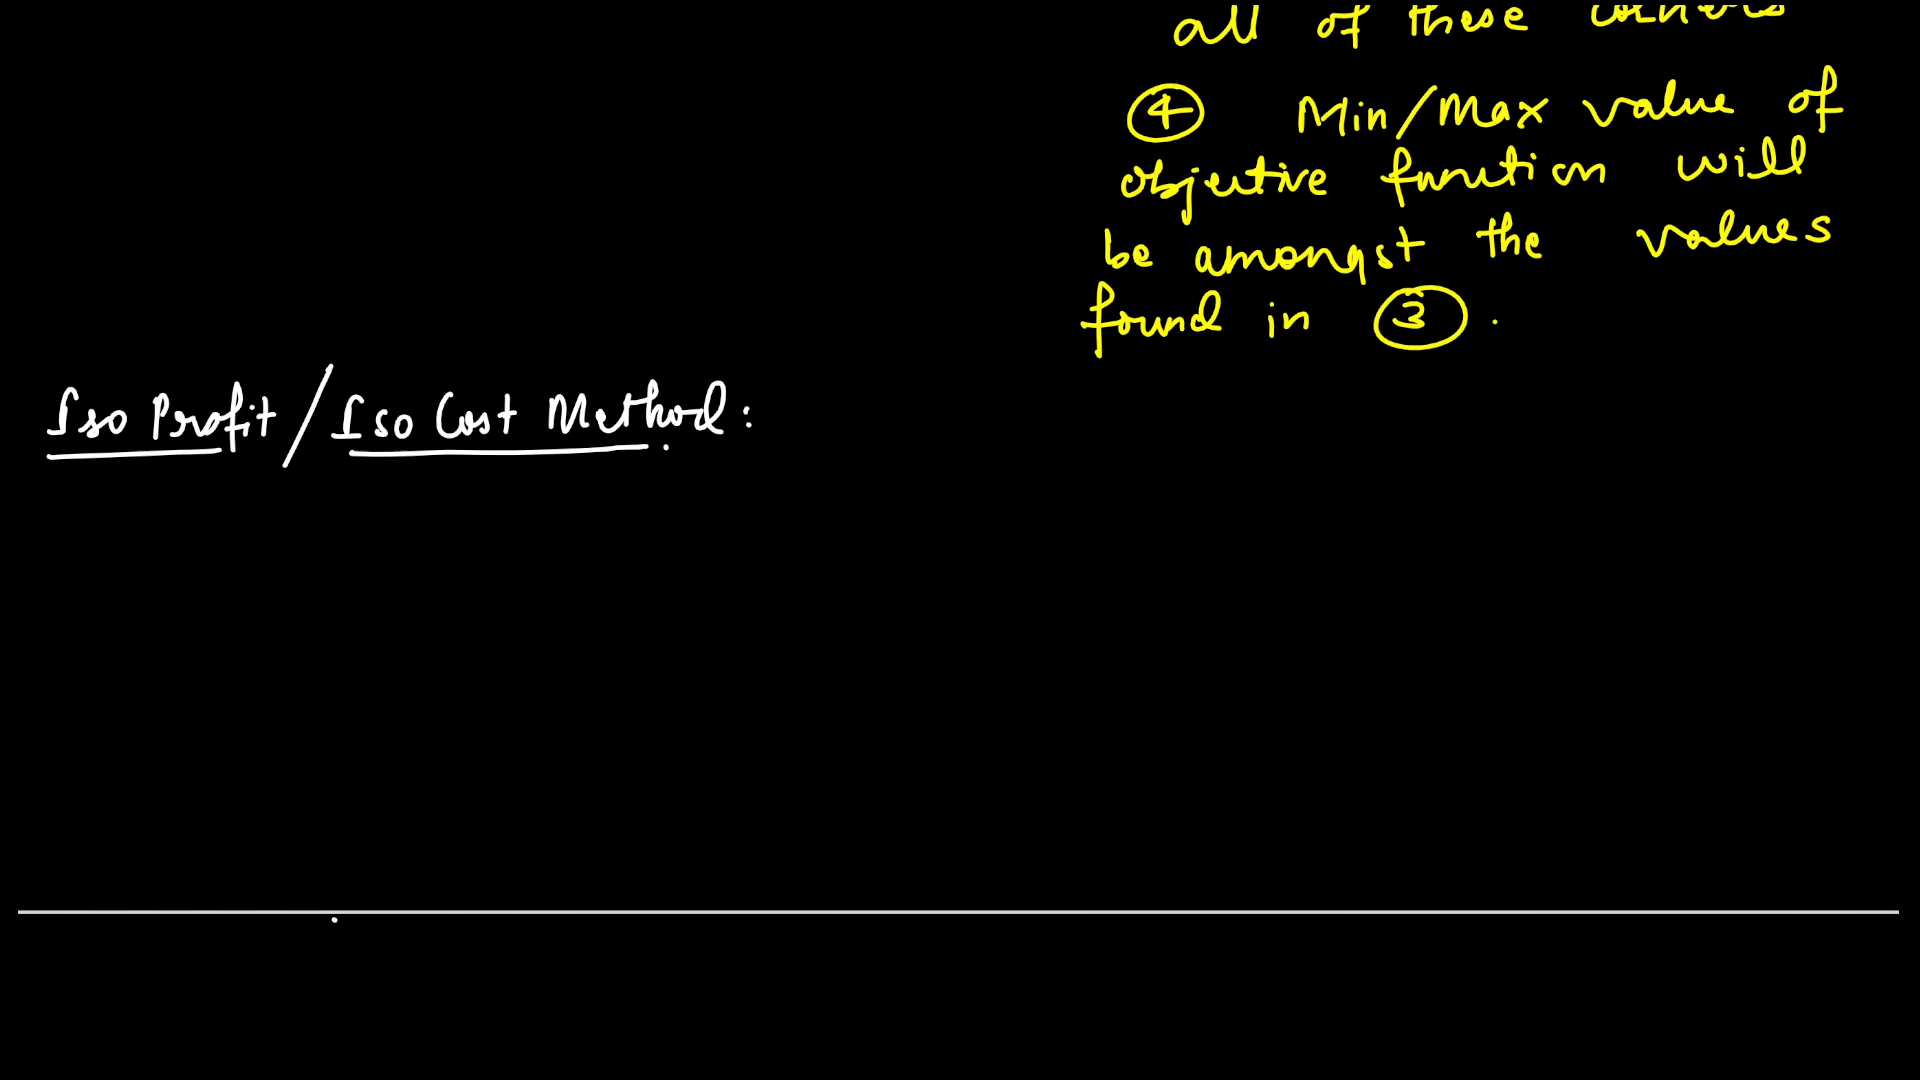 all of these corners
④ Min/Max value of
objective function will
be amongst the values
found in ③.
Iso Profit/Iso Cost Method: